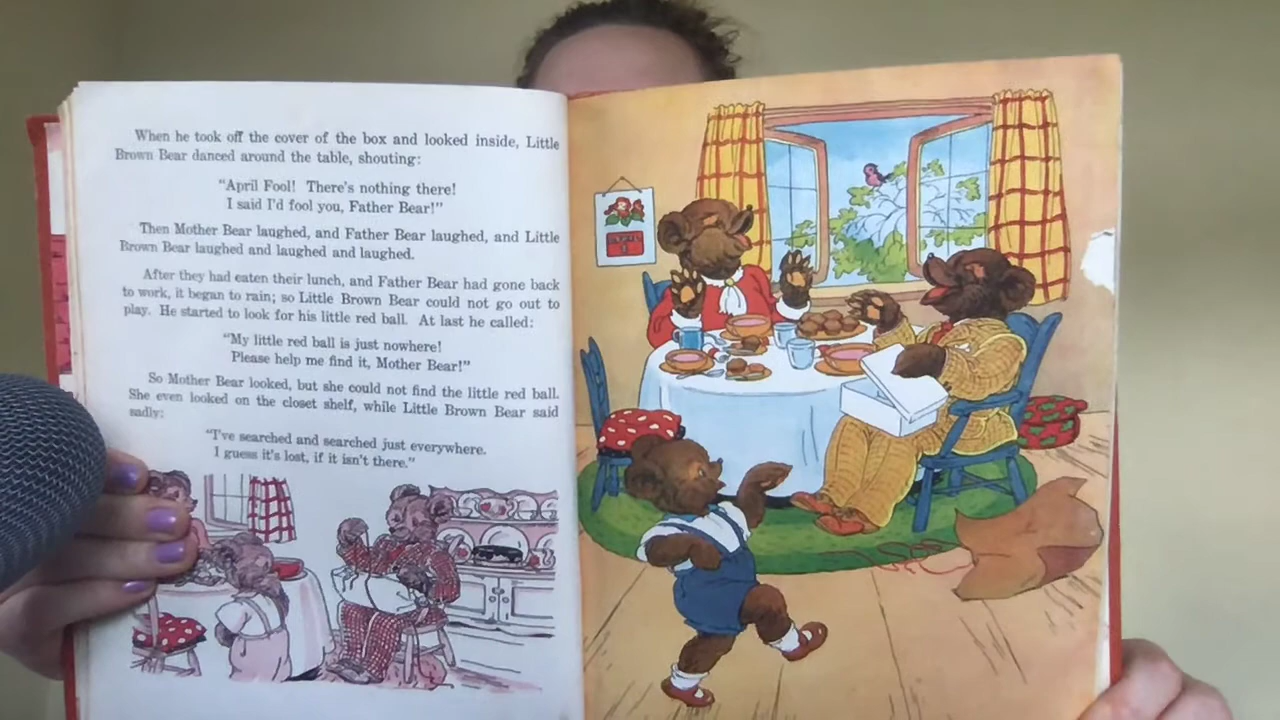 When he took off the cover of the box and looked inside, Little
Brown Bear danced around the table, shouting:
"April Fool! There's nothing there!
I said I'd fool you, Father Bear!"
Then Mother Bear laughed, and Father Bear laughed, and Little
Brown Bear laughed and laughed and laughed.
After they had eaten their lunch, and Father Bear had gone back
to work, it began to rain; so Little Brown Bear could not go out to
play. He started to look for his little red ball. At last he called:
"My little red ball is just nowhere!
Please help me find it, Mother Bear!"
So Mother Bear looked, but she could not find the little red ball.
She even looked on the closet shelf, while Little Brown Bear said
sadly:
"I've searched and searched just everywhere.
I guess it's lost, if it isn't there."
APRIL
1